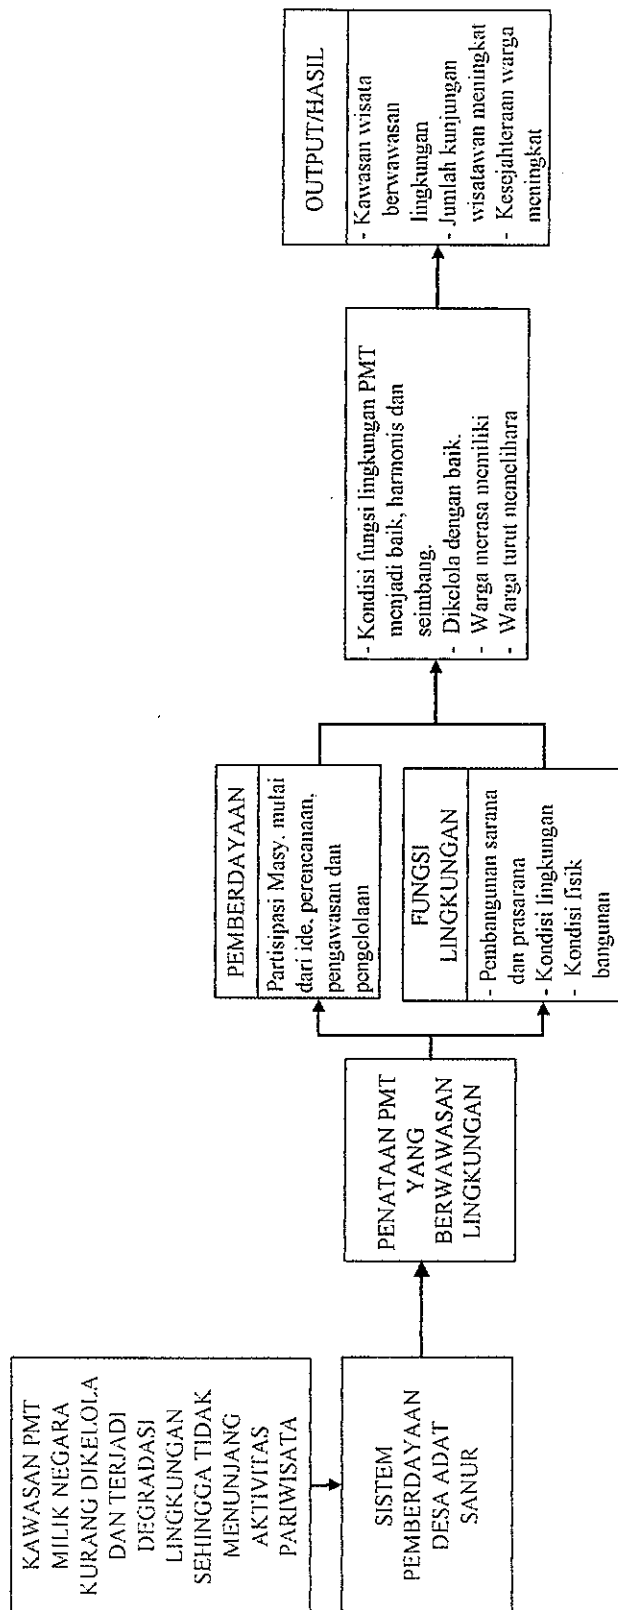 KAWASAN PMT
MILIK NEGARA
KURANG DIKELOLA
DAN TERJADI
DEGRADASI
LINGKUNGAN
SEHINGGA TIDAK
MENUNJANG
AKTIVITAS
PARIWISATA
SISTEM
PEMBERDAYAAN
DESA ADAT
SANUR
PENATAAN PMT
YANG
BERWAWASAN
LINGKUNGAN
PEMBERDAYAAN
Partisipasi Masy. mulai
dari ide, perencanaan,
pengawasan dan
pengelolaan
FUNGSI
LINGKUNGAN
- Pembangunan sarana
dan prasarana
- Kondisi lingkungan
- Kondisi fisik
bangunan
- Kondisi fungsi lingkungan PMT
menjadi baik, harmonis dan
seimbang.
- Dikelola dengan baik.
- Warga merasa memiliki
- Warga turut memelihara
OUTPUT/HASIL
- Kawasan wisata
berwawasan
lingkungan
- Jumlah kunjungan
wisatawan meningkat
- Kesejahteraan warga
meningkat